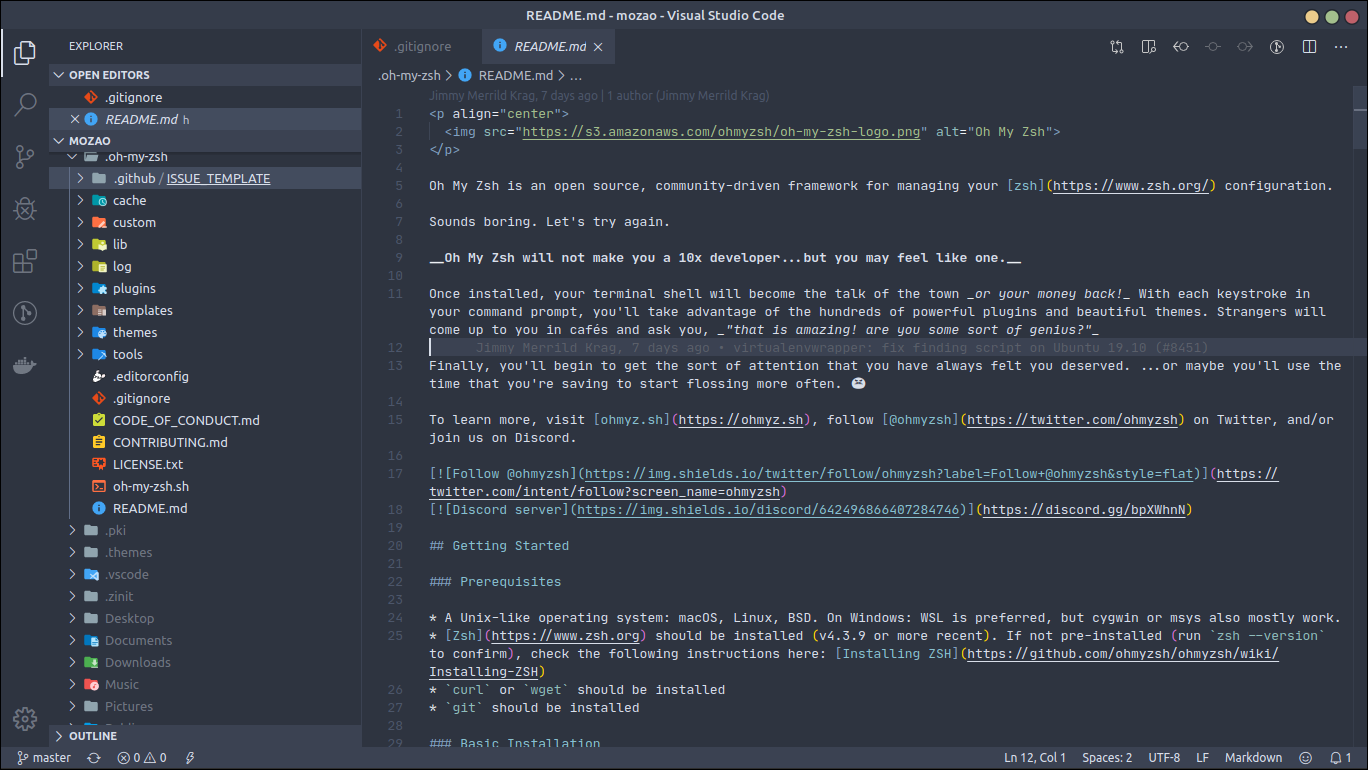 README.md - mozao - Visual Studio Code
EXPLORER
OPEN EDITORS
.gitignore
README.md h
MOZAO
.oh-my-zsh
.github / ISSUE_TEMPLATE
cache
custom
lib
log
plugins
templates
themes
tools
.editorconfig
.gitignore
CODE_OF_CONDUCT.md
CONTRIBUTING.md
LICENSE.txt
oh-my-zsh.sh
README.md
.pki
.themes
.vscode
.zinit
Desktop
Documents
Downloads
Music
Pictures
OUTLINE
.gitignore
README.md
.oh-my-zsh > README.md > ...
Jimmy Merrild Krag, 7 days ago | 1 author (Jimmy Merrild Krag)
1 <p align="center">
2 <img src="https://s3.amazonaws.com/ohmyzsh/oh-my-zsh-logo.png" alt="Oh My Zsh">
3 </p>
4
5 Oh My Zsh is an open source, community-driven framework for managing your [zsh](https://www.zsh.org/) configuration.
6
7 Sounds boring. Let's try again.
8
9 __Oh My Zsh will not make you a 10x developer...but you may feel like one.__
10
11 Once installed, your terminal shell will become the talk of the town _or your money back!_ With each keystroke in
your command prompt, you'll take advantage of the hundreds of powerful plugins and beautiful themes. Strangers will
come up to you in cafés and ask you, _"that is amazing! are you some sort of genius?"_
12 Jimmy Merrild Krag, 7 days ago • virtualenvwrapper: fix finding script on Ubuntu 19.10 (#8451)
13 Finally, you'll begin to get the sort of attention that you have always felt you deserved. ...or maybe you'll use the
time that you're saving to start flossing more often. 😬
14
15 To learn more, visit [ohmyz.sh](https://ohmyz.sh), follow [@ohmyzsh](https://twitter.com/ohmyzsh) on Twitter, and/or
join us on Discord.
16
17 [![Follow @ohmyzsh](https://img.shields.io/twitter/follow/ohmyzsh?label=Follow+@ohmyzsh&style=flat)](https://
twitter.com/intent/follow?screen_name=ohmyzsh)
18 [![Discord server](https://img.shields.io/discord/642496866407284746)](https://discord.gg/bpXWhnN)
19
20 ## Getting Started
21
22 ### Prerequisites
23
24 * A Unix-like operating system: macOS, Linux, BSD. On Windows: WSL is preferred, but cygwin or msys also mostly work.
25 * [Zsh](https://www.zsh.org) should be installed (v4.3.9 or more recent). If not pre-installed (run `zsh --version`
to confirm), check the following instructions here: [Installing ZSH](https://github.com/ohmyzsh/ohmyzsh/wiki/
Installing-ZSH)
26 * `curl` or `wget` should be installed
27 * `git` should be installed
28
29 ### Basic Installation
master 0 0 Ln 12, Col 1 Spaces: 2 UTF-8 LF Markdown 1